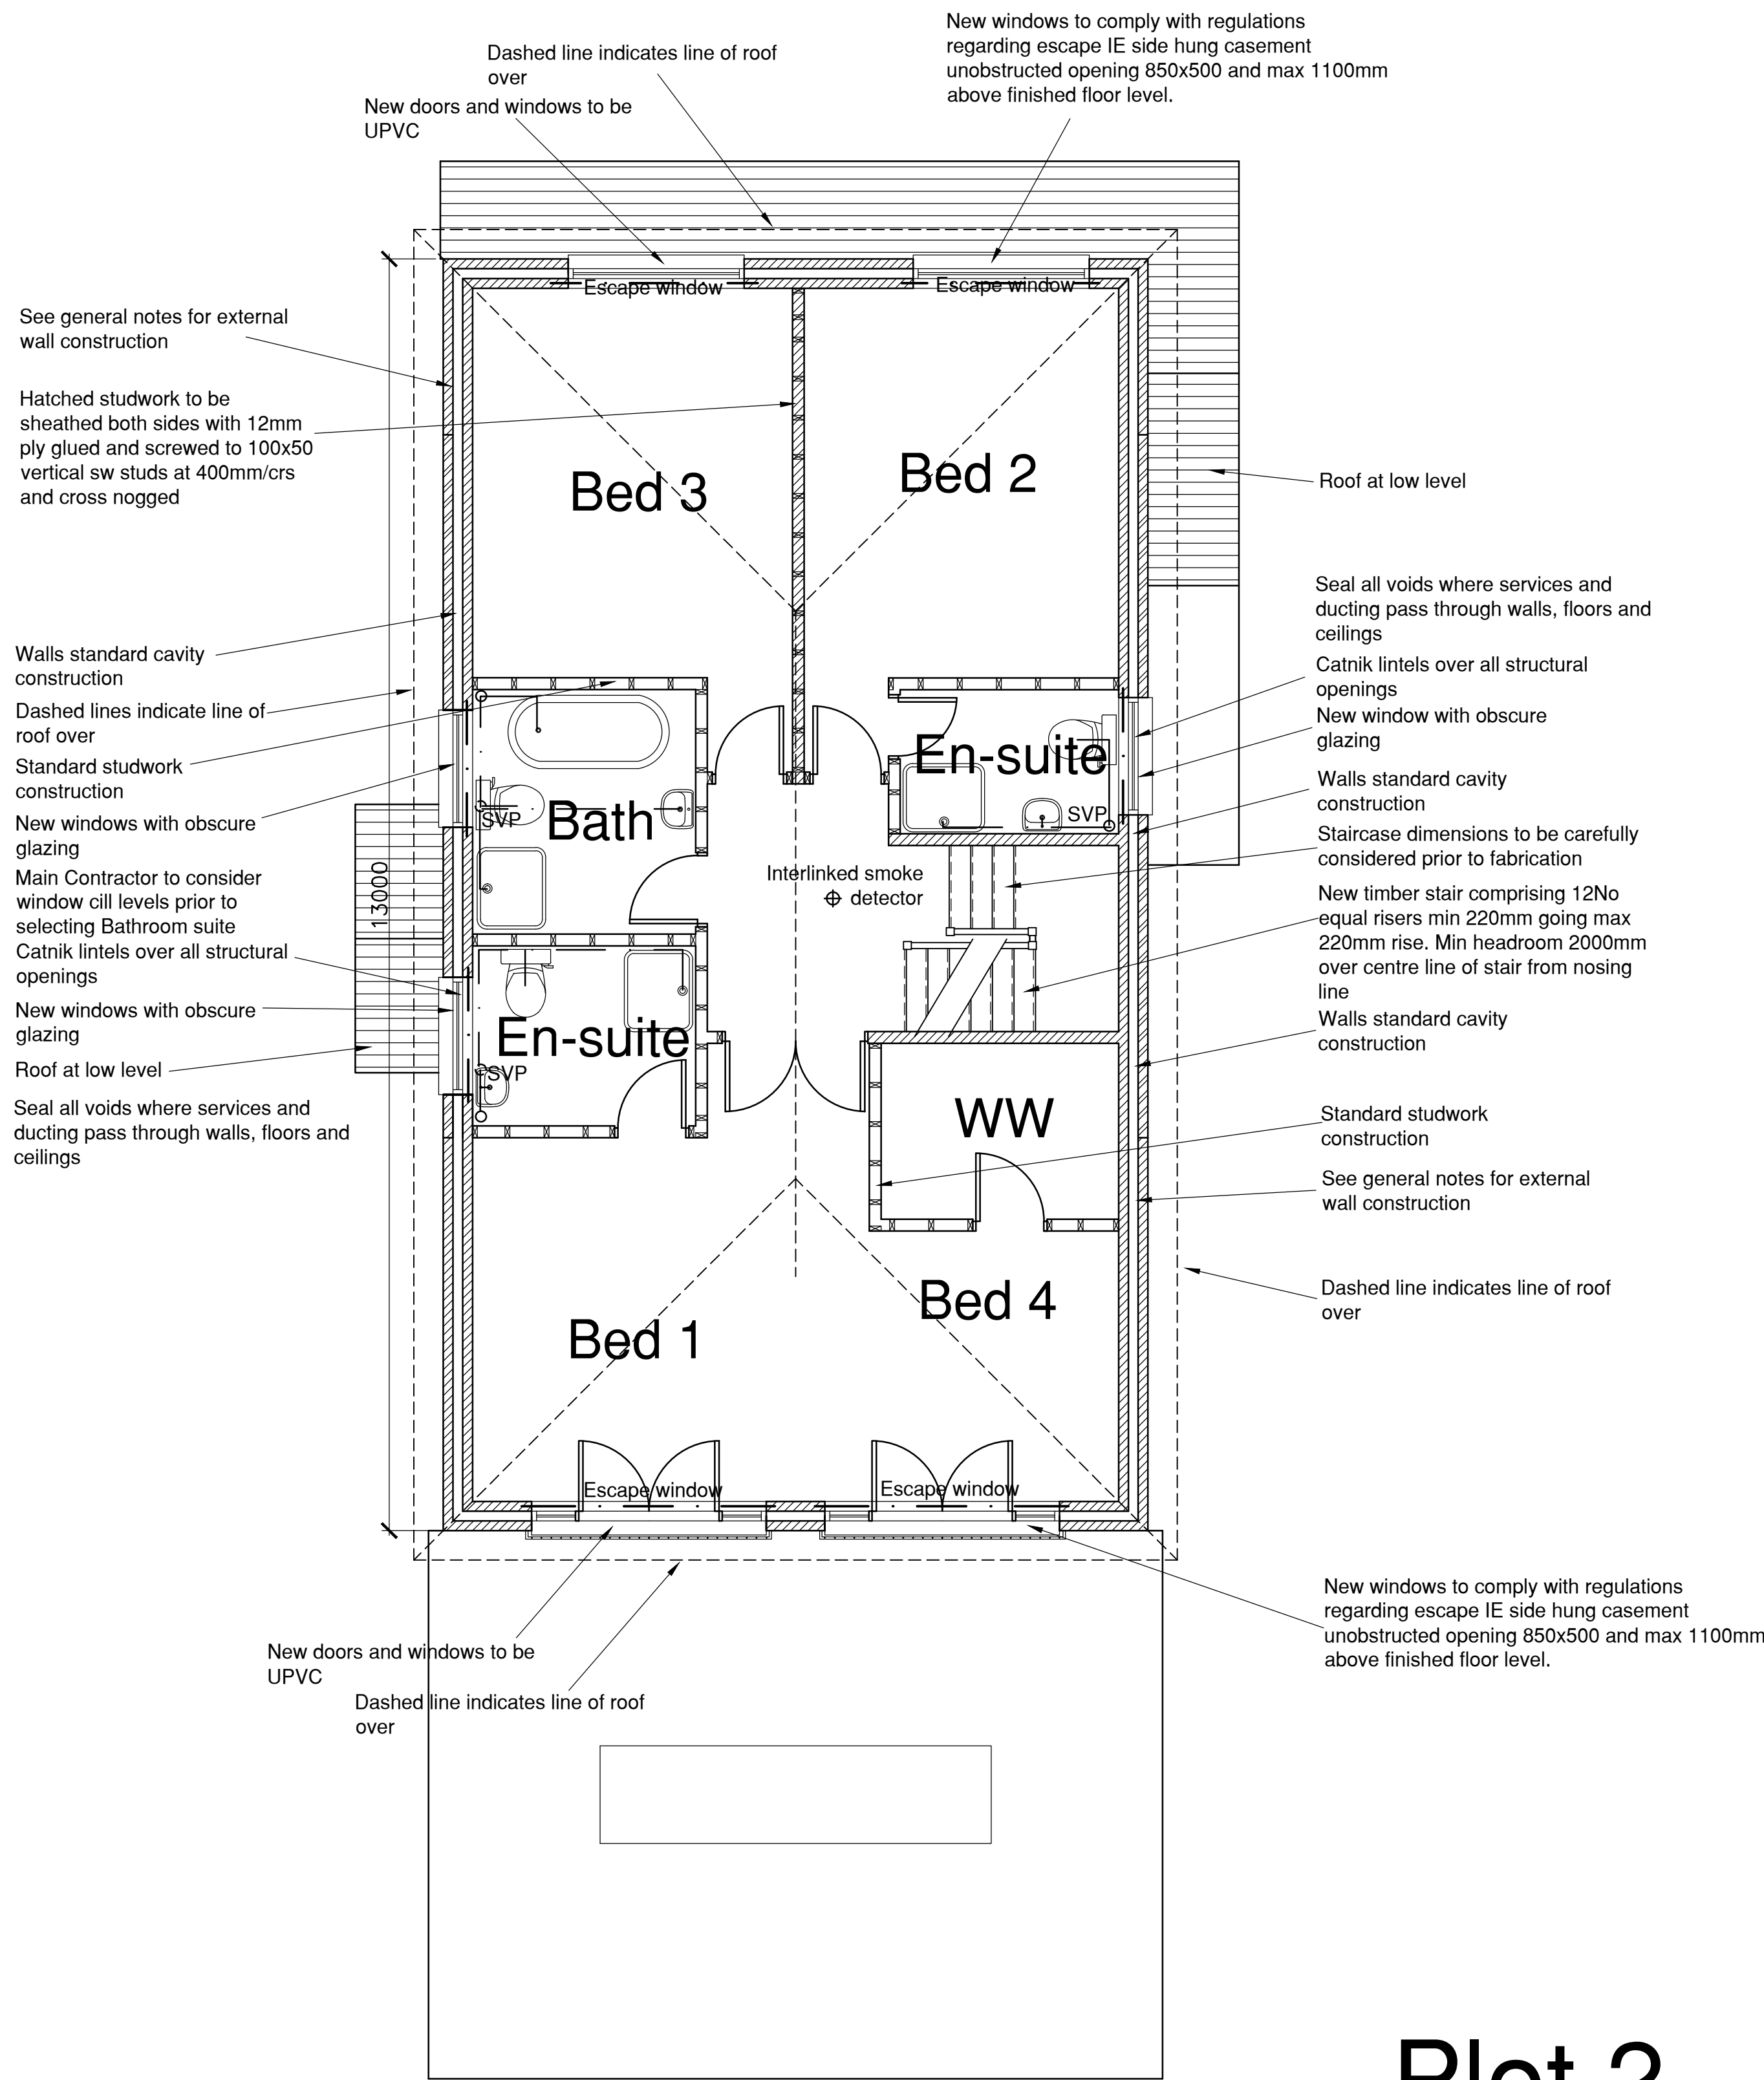 New windows to comply with regulations
regarding escape IE side hung casement
unobstructed opening 850x500 and max 1100mm
above finished floor level.
Dashed line indicates line of roof
over
New doors and windows to be
UPVC
Escape window
Escape window
See general notes for external
wall construction
Hatched studwork to be
sheathed both sides with 12mm
ply glued and screwed to 100x50
vertical sw studs at 400mm/crs
and cross nogged
Bed 3
Bed 2
Roof at low level
Walls standard cavity
construction
Dashed lines indicate line of
roof over
Standard studwork
construction
New windows with obscure
glazing
Main Contractor to consider
window cill levels prior to
selecting Bathroom suite
Catnik lintels over all structural
openings
New windows with obscure
glazing
Roof at low level
Seal all voids where services and
ducting pass through walls, floors and
ceilings
13000
SVP
Bath
En-suite
SVP
Interlinked smoke
detector
En-suite
SVP
Seal all voids where services and
ducting pass through walls, floors and
ceilings
Catnik lintels over all structural
openings
New window with obscure
glazing
Walls standard cavity
construction
Staircase dimensions to be carefully
considered prior to fabrication
New timber stair comprising 12No
equal risers min 220mm going max
220mm rise. Min headroom 2000mm
over centre line of stair from nosing
line
Walls standard cavity
construction
WW
Standard studwork
construction
See general notes for external
wall construction
Dashed line indicates line of roof
over
Bed 1
Bed 4
Escape window
Escape window
New windows to comply with regulations
regarding escape IE side hung casement
unobstructed opening 850x500 and max 1100mm
above finished floor level.
New doors and windows to be
UPVC
Dashed line indicates line of roof
over
Plot 2